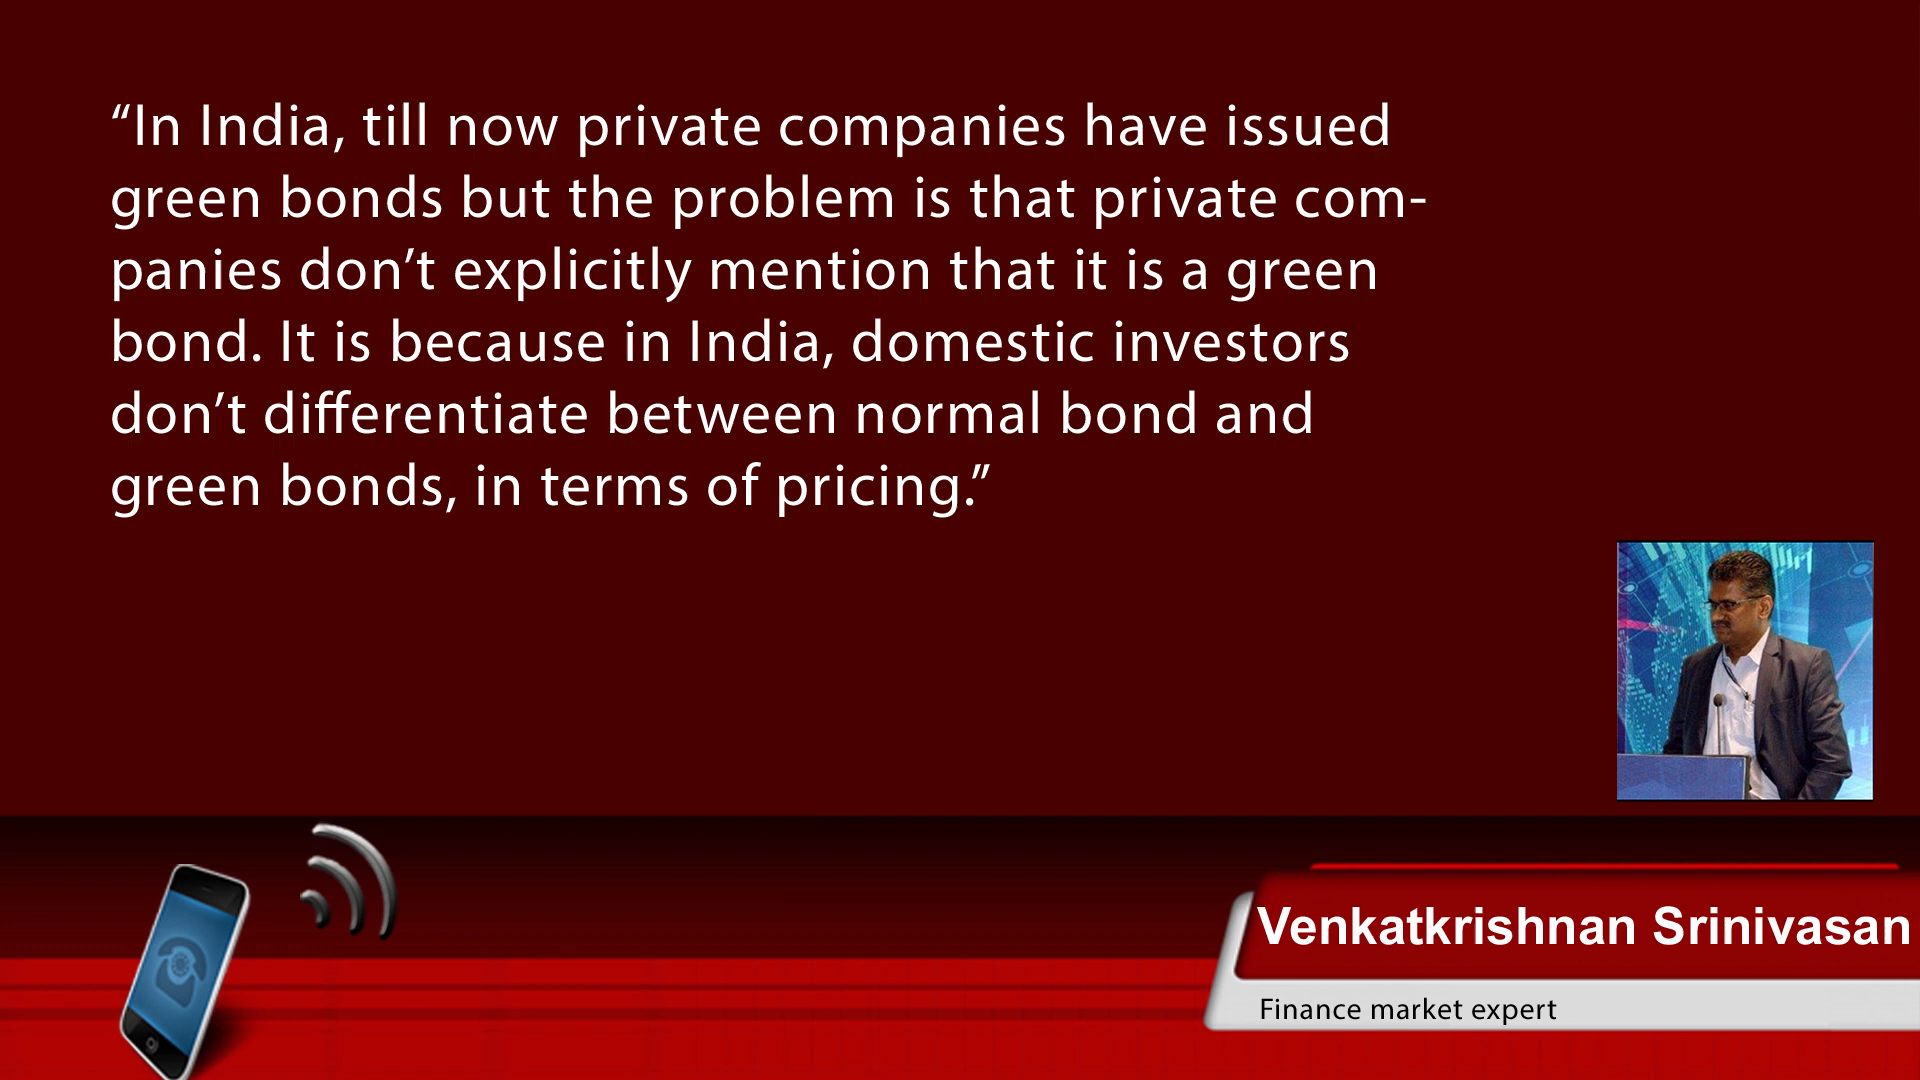 “In India, till now private companies have issued
green bonds but the problem is that private com-
panies don’t explicitly mention that it is a green
bond. It is because in India, domestic investors
don’t differentiate between normal bond and
green bonds, in terms of pricing.”
Venkatkrishnan Srinivasan
Finance market expert